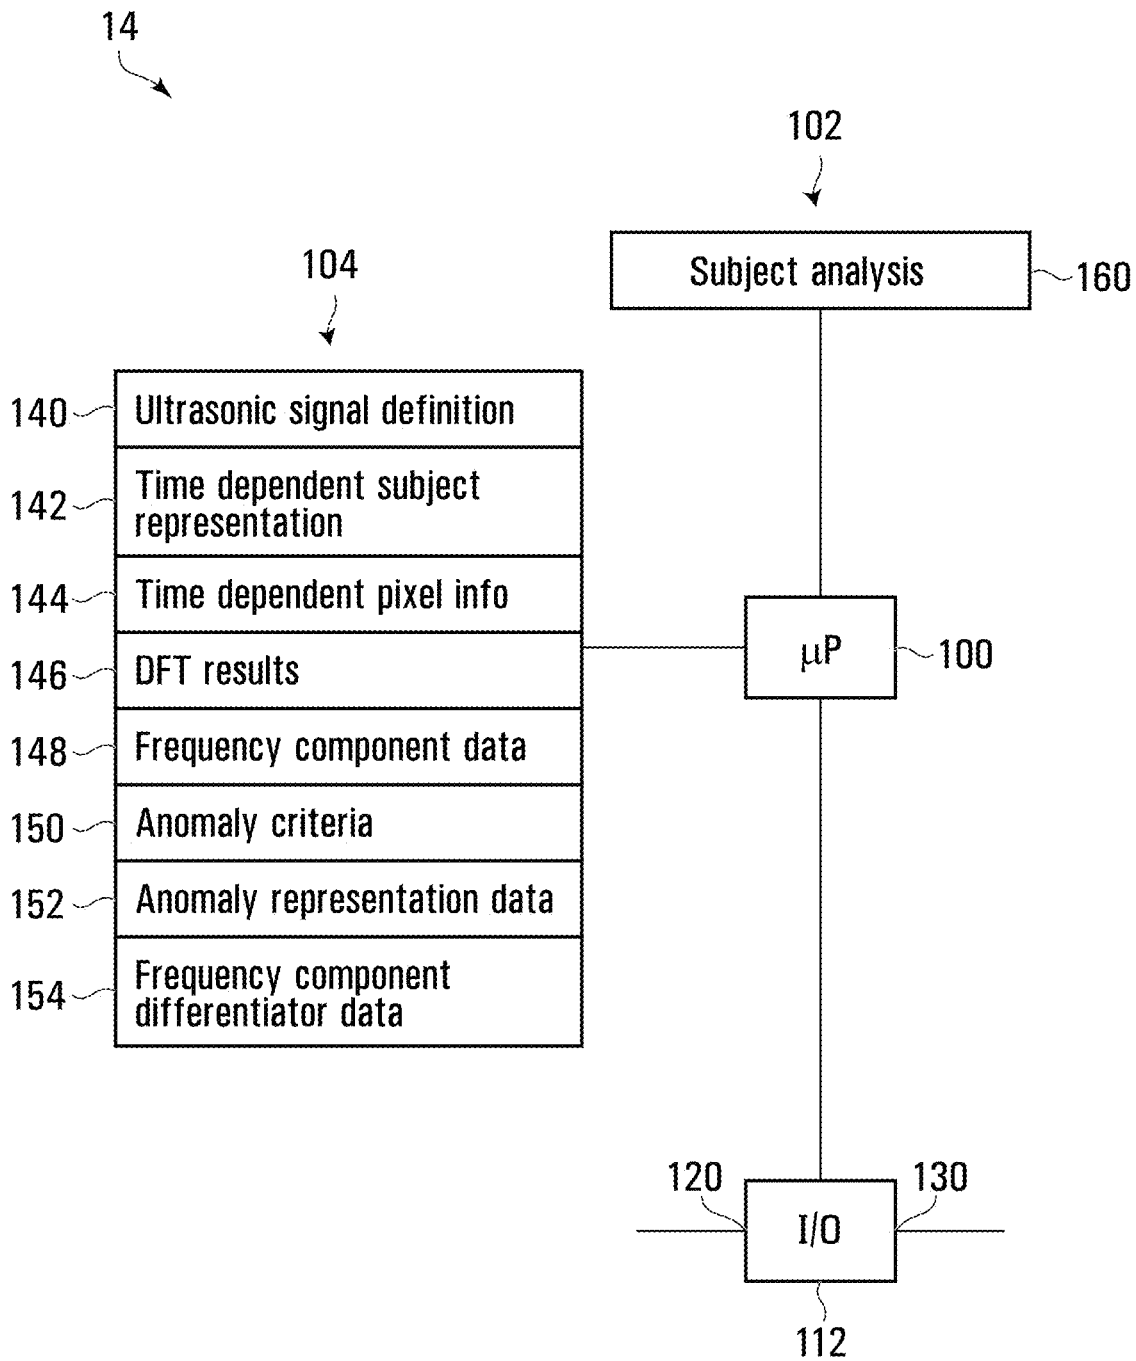 14
102
Subject analysis
160
104
140
Ultrasonic signal definition
142
Time dependent subject
representation
144
Time dependent pixel info
146
DFT results
148
Frequency component data
150
Anomaly criteria
152
Anomaly representation data
154
Frequency component
differentiator data
μP
100
120
130
I/O
112